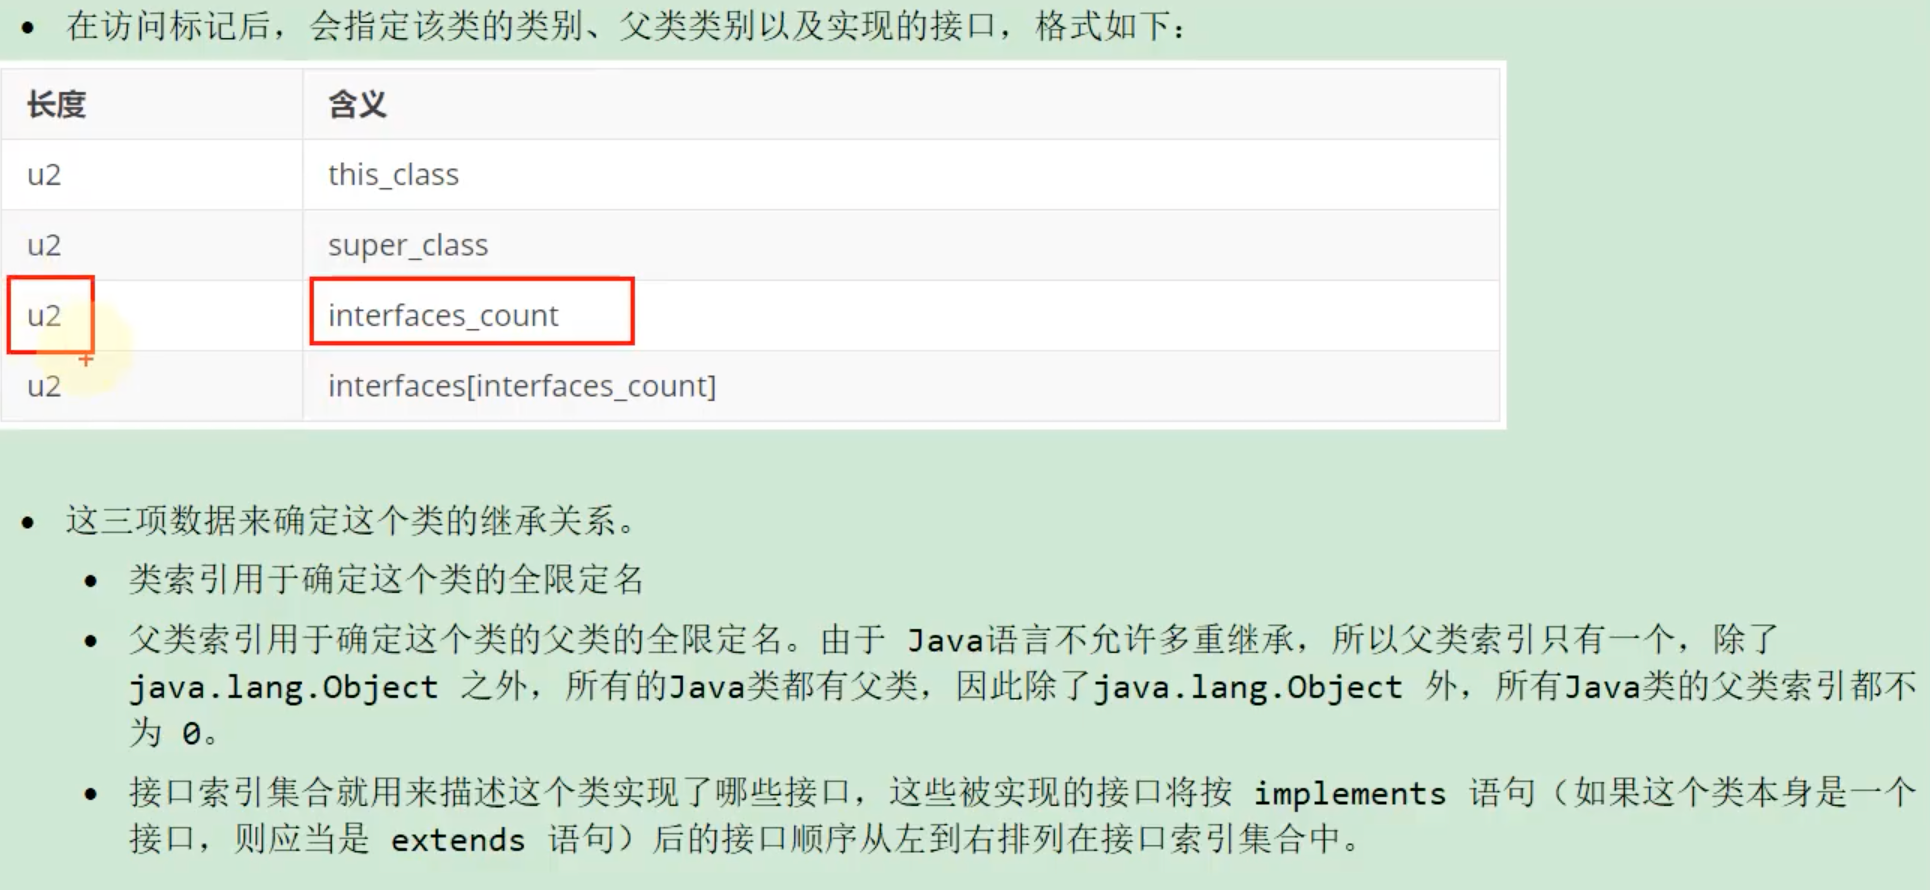 在访问标记后，会指定该类的类别、父类类别以及实现的接口，格式如下：
长度 含义
u2 this_class
u2 super_class
u2 interfaces_count
u2 interfaces[interfaces_count]
这三项数据来确定这个类的继承关系。
类索引用于确定这个类的全限定名
父类索引用于确定这个类的父类的全限定名。由于 Java语言不允许多重继承，所以父类索引只有一个，除了
java.lang.Object 之外，所有的Java类都有父类，因此除了java.lang.Object 外，所有Java类的父类索引都不
为 0。
接口索引集合就用来描述这个类实现了哪些接口，这些被实现的接口将按 implements 语句（如果这个类本身是一个
接口，则应当是 extends 语句）后的接口顺序从左到右排列在接口索引集合中。